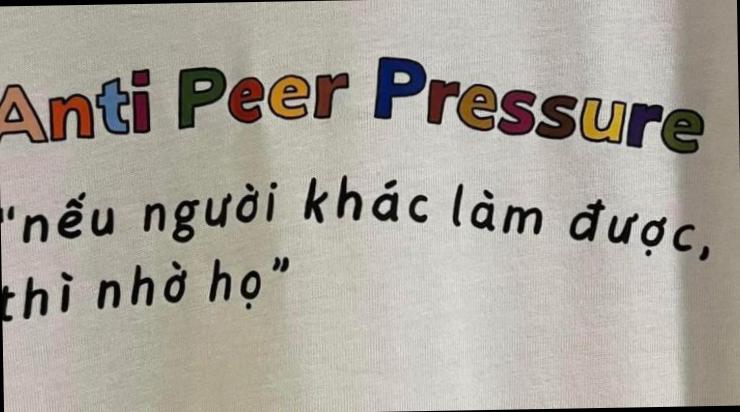 Anti Peer Pressure
"nếu người khác làm được,
thì nhờ họ"